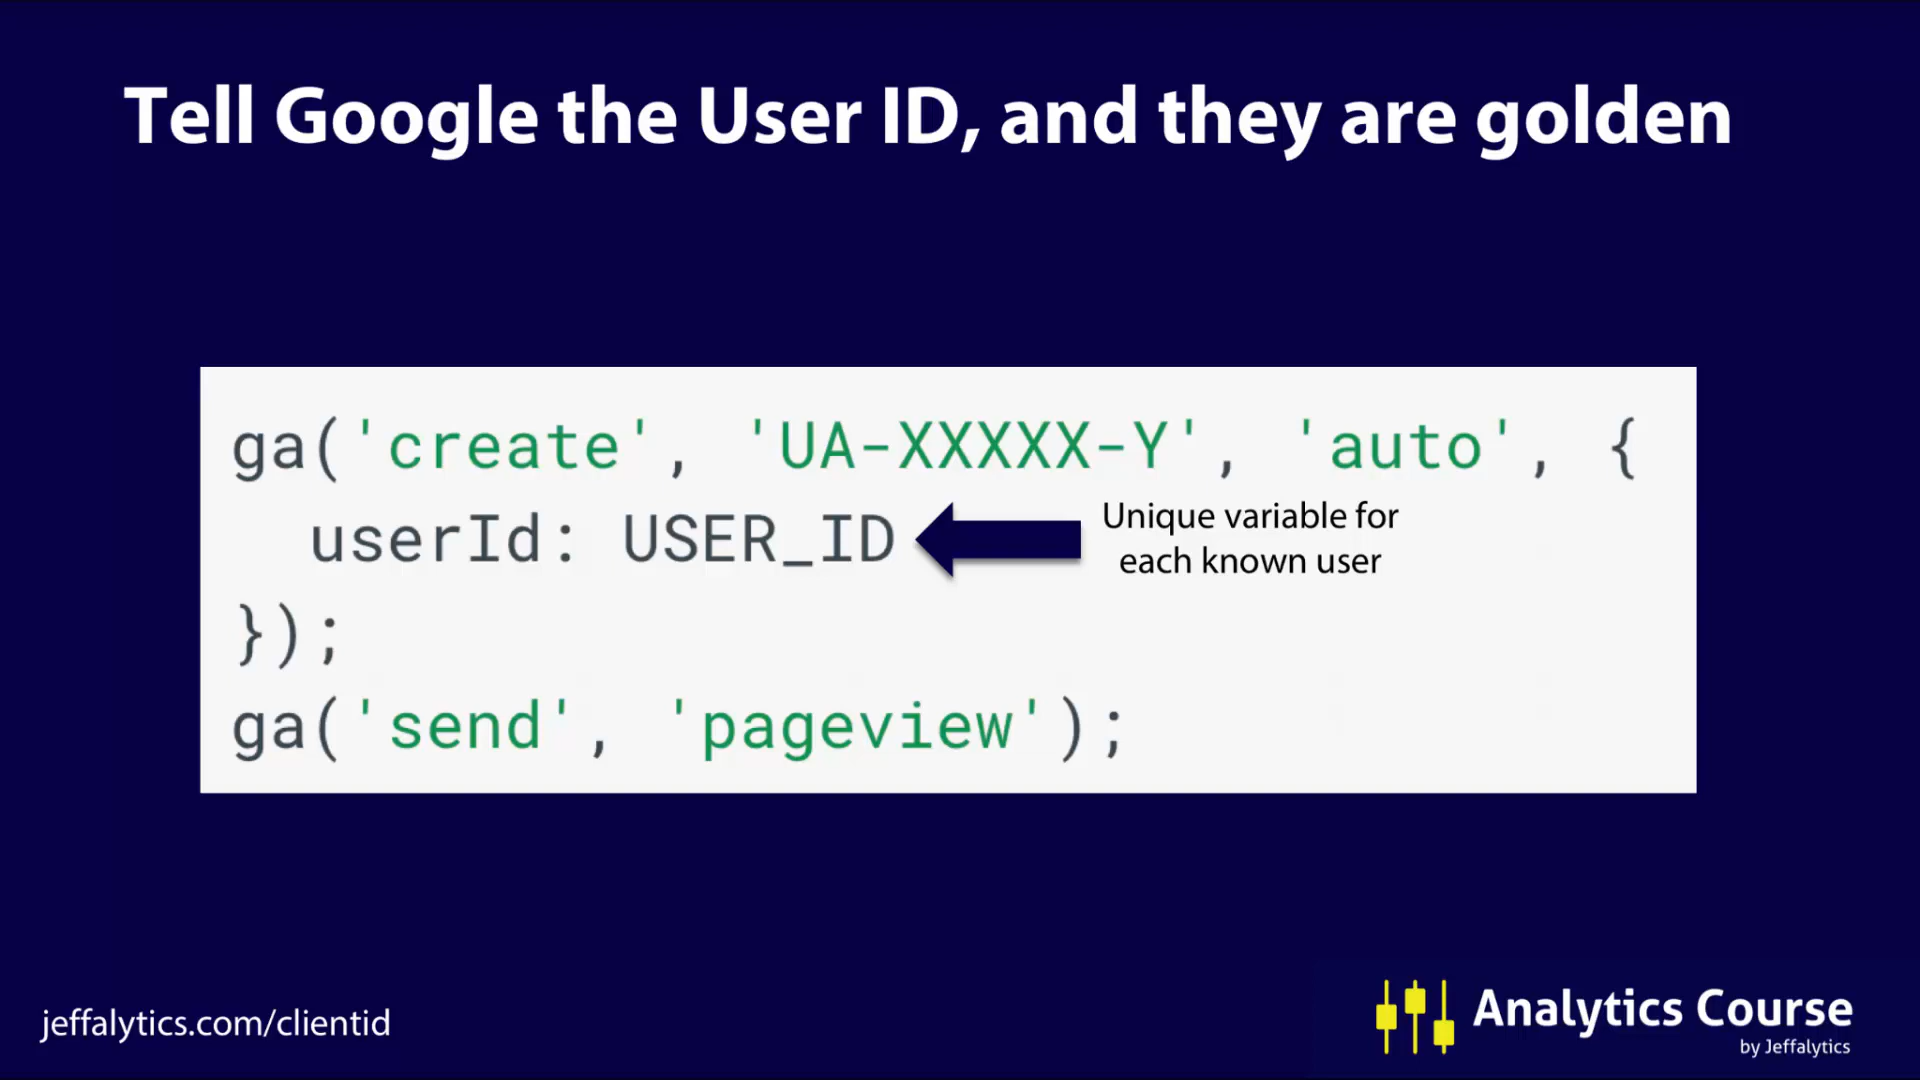 Tell Google the User ID, and they are golden
ga('create', 'UA-XXXXX-Y', 'auto', {
userId: USER_ID
Unique variable for
each known user
});
ga('send', 'pageview');
jeffalytics.com/clientid
Analytics Course
by Jeffalytics